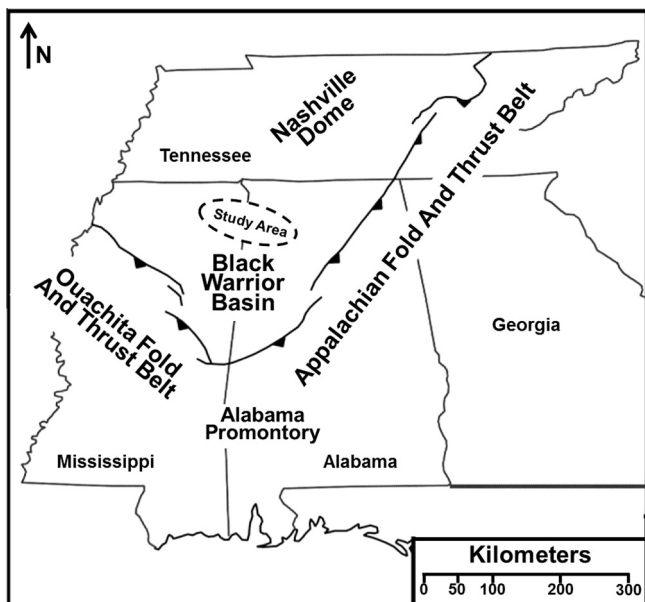 N
Nashville
Dome
Tennessee
Study Area
Black
Warrior
Basin
Ouachita Fold
And Thrust Belt
Appalachian Fold And Thrust Belt
Georgia
Alabama
Promontory
Mississippi
Alabama
Kilometers
0 50 100 200 300